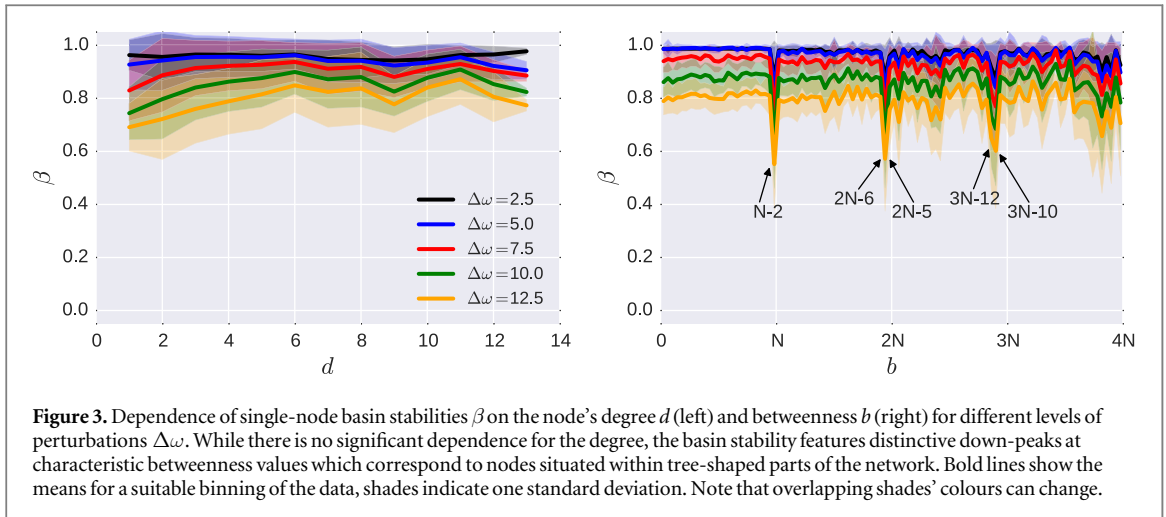 1.0
0.8
0.6
0.4
0.2
0.0
β
0 2 4 6 8 10 12 14
d
Δω=2.5
Δω=5.0
Δω=7.5
Δω=10.0
Δω=12.5
1.0
0.8
0.6
0.4
0.2
0.0
β
N-2
2N-6
2N-5
3N-12
3N-10
0 N 2N 3N 4N
b
Figure 3. Dependence of single-node basin stabilities β on the node's degree d (left) and betweenness b (right) for different levels of
perturbations Δω. While there is no significant dependence for the degree, the basin stability features distinctive down-peaks at
characteristic betweenness values which correspond to nodes situated within tree-shaped parts of the network. Bold lines show the
means for a suitable binning of the data, shades indicate one standard deviation. Note that overlapping shades' colours can change.